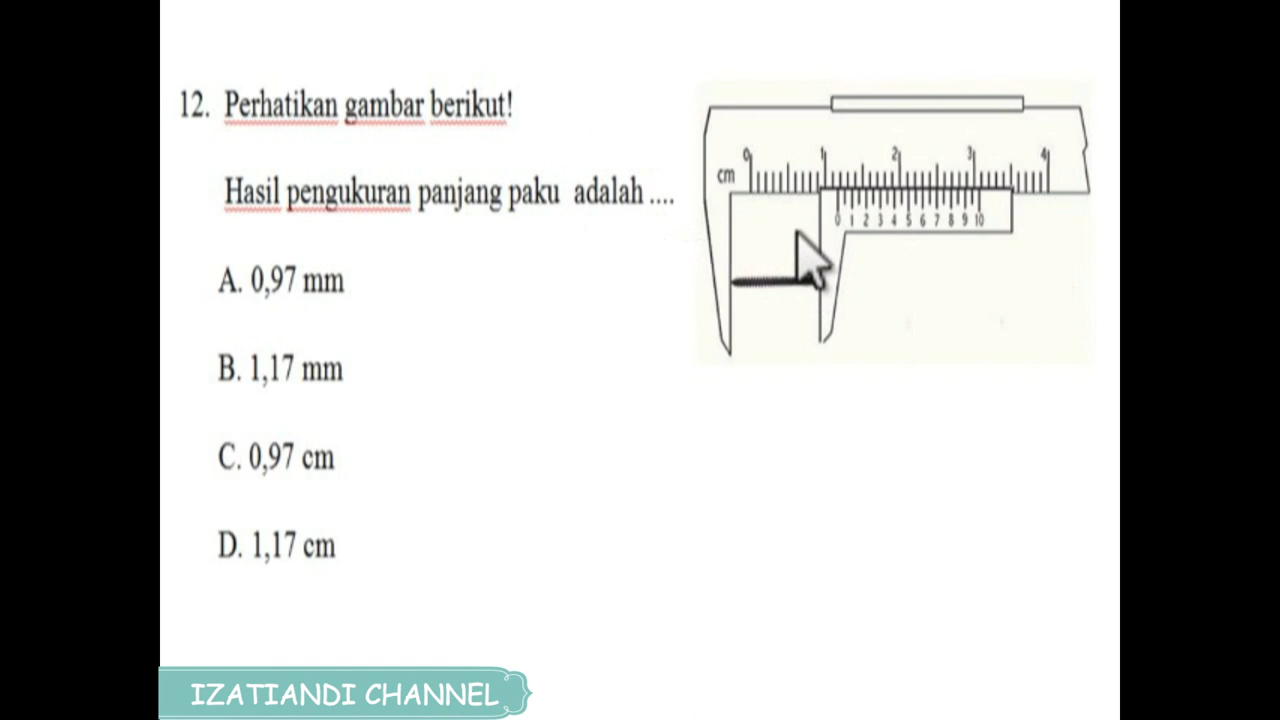 12. Perhatikan gambar berikut!
Hasil pengukuran panjang paku adalah ....
A. 0,97 mm
B. 1,17 mm
C. 0,97 cm
D. 1,17 cm
0 1 2 3 4
cm
0 1 2 3 4 5 6 7 8 9 10
IZATIANDI CHANNEL